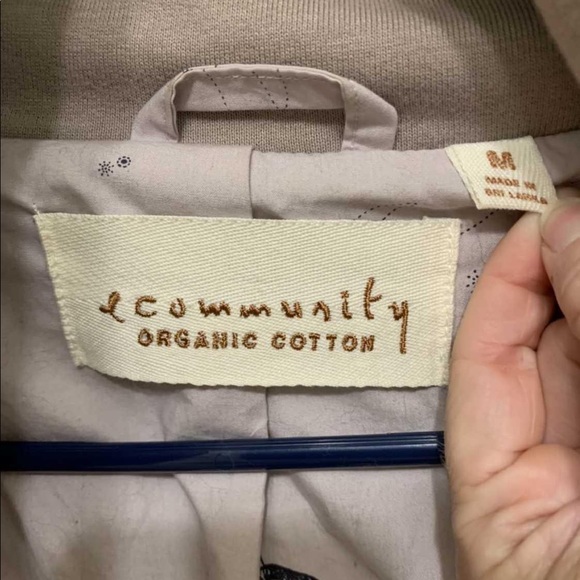 ecommunity
ORGANIC COTTON
M
MADE IN
SRI LANKA